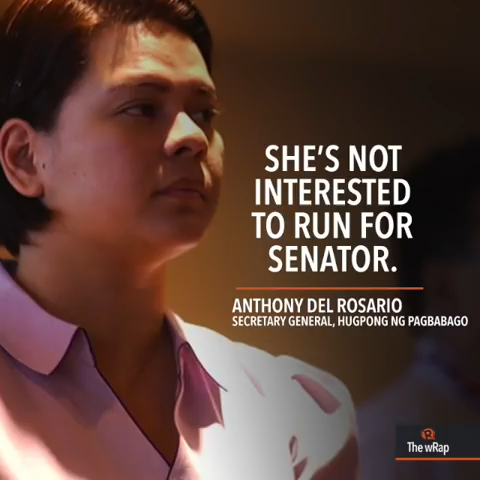 SHE'S NOT
INTERESTED
TO RUN FOR
SENATOR.
ANTHONY DEL ROSARIO
SECRETARY GENERAL, HUGPONG NG PAGBABAGO
R
The wRap